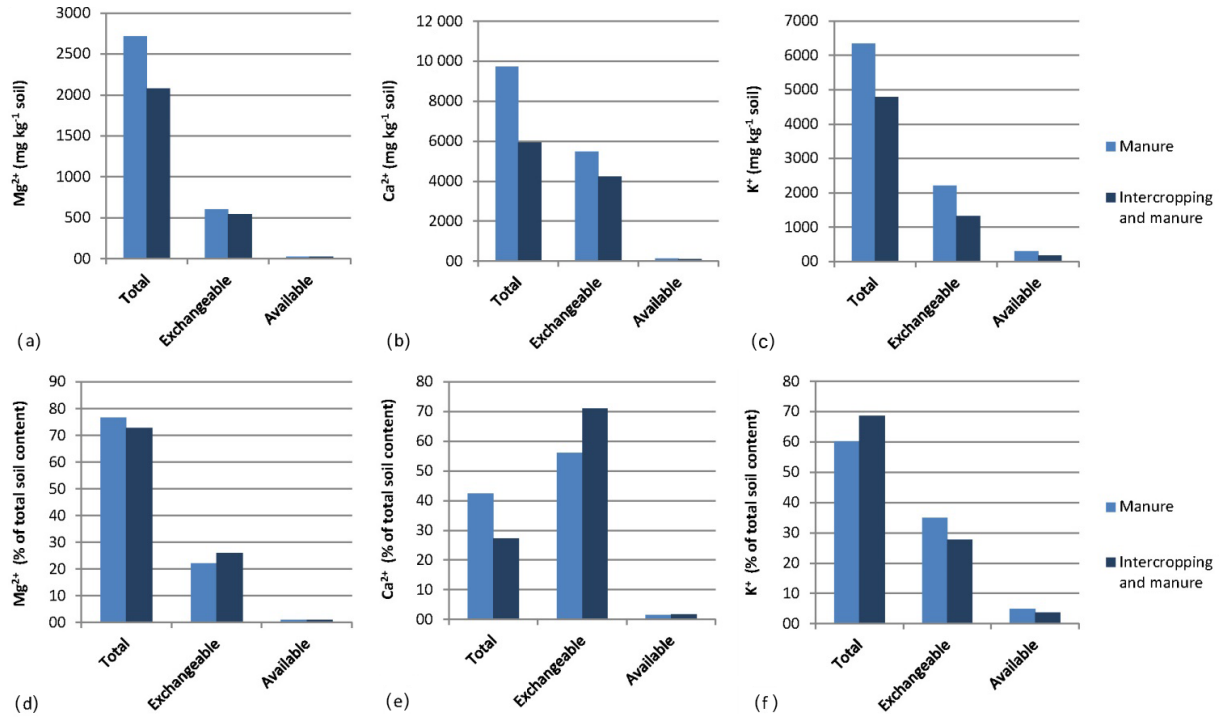 3000
2500
2000
1500
1000
500
00
Mg²⁺ (mg kg⁻¹ soil)
Total
Exchangeable
Available
(a)
12 000
10 000
8000
6000
4000
2000
00
Ca²⁺ (mg kg⁻¹ soil)
Total
Exchangeable
Available
(b)
7000
6000
5000
4000
3000
2000
1000
00
K⁺ (mg kg⁻¹ soil)
Total
Exchangeable
Available
(c)
Manure
Intercropping
and manure
90
80
70
60
50
40
30
20
10
00
Mg²⁺ (% of total soil content)
Total
Exchangeable
Available
(d)
80
70
60
50
40
30
20
10
00
Ca²⁺ (% of total soil content)
Total
Exchangeable
Available
(e)
80
70
60
50
40
30
20
10
00
K⁺ (% of total soil content)
Total
Exchangeable
Available
(f)
Manure
Intercropping
and manure